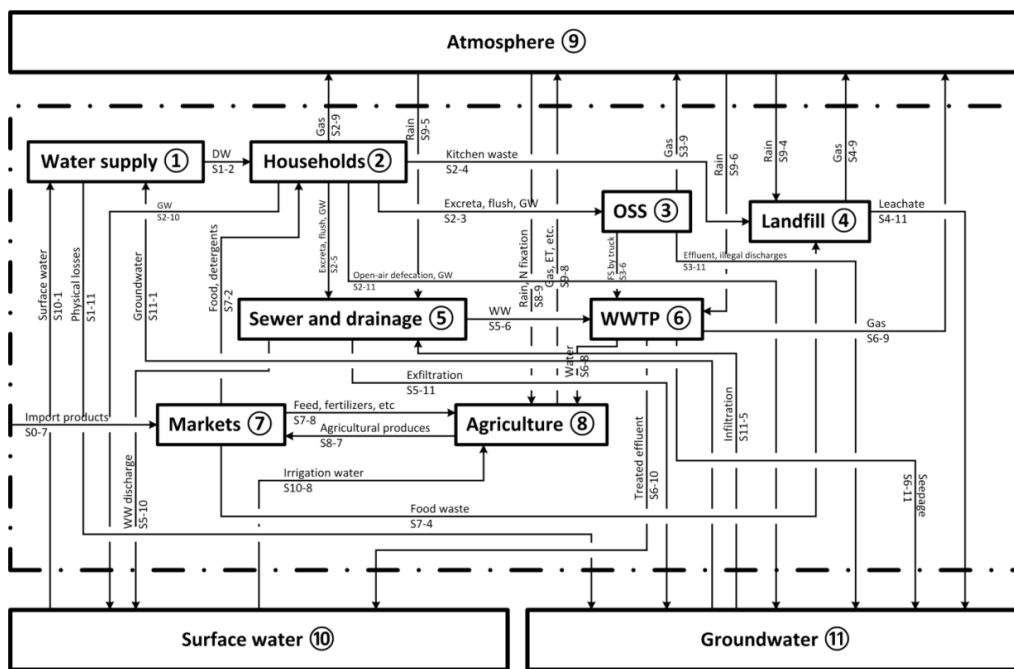 Atmosphere ⑨
Gas
S2-9
Rain
S9-5
Rain, N fixation
S8-9
Gas, ET, etc.
S9-8
Gas
S3-9
Rain
S9-6
Rain
S9-4
Gas
S4-9
Water supply ①
DW
S1-2
Households ②
Kitchen waste
S2-4
GW
S2-10
Excreta, flush, GW
S2-3
OSS ③
Landfill ④
Leachate
S4-11
Surface water
S10-1
Physical losses
S1-11
Groundwater
S11-1
Food, detergents
S7-2
Excreta, flush, GW
S2-5
Open-air defecation, GW
S2-11
FS by truck
S3-6
Effluent, illegal discharges
S3-11
Sewer and drainage ⑤
WW
S5-6
WWTP ⑥
Gas
S6-9
Water
S6-8
Exfiltration
S5-11
Import products
S0-7
Markets ⑦
Feed, fertilizers, etc
S7-8
Agricultural produces
S8-7
Agriculture ⑧
Infiltration
S11-5
WW discharge
S5-10
Irrigation water
S10-8
Treated effluent
S6-10
Seepage
S6-11
Food waste
S7-4
Surface water ⑩
Groundwater ⑪